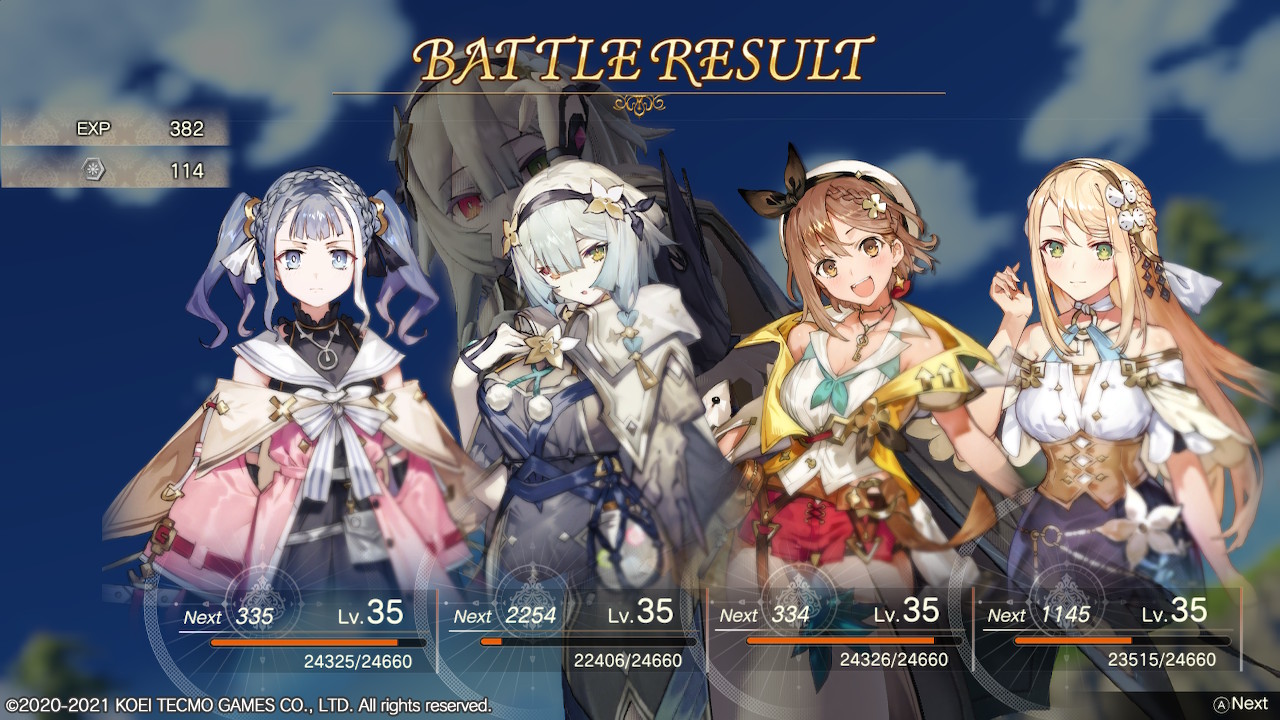 BATTLE RESULT
EXP 382
114
Next 335 Lv.35
24325/24660
Next 2254 Lv.35
22406/24660
Next 334 Lv.35
24326/24660
Next 1145 Lv.35
23515/24660
©2020-2021 KOEI TECMO GAMES CO., LTD. All rights reserved.
Ⓐ Next